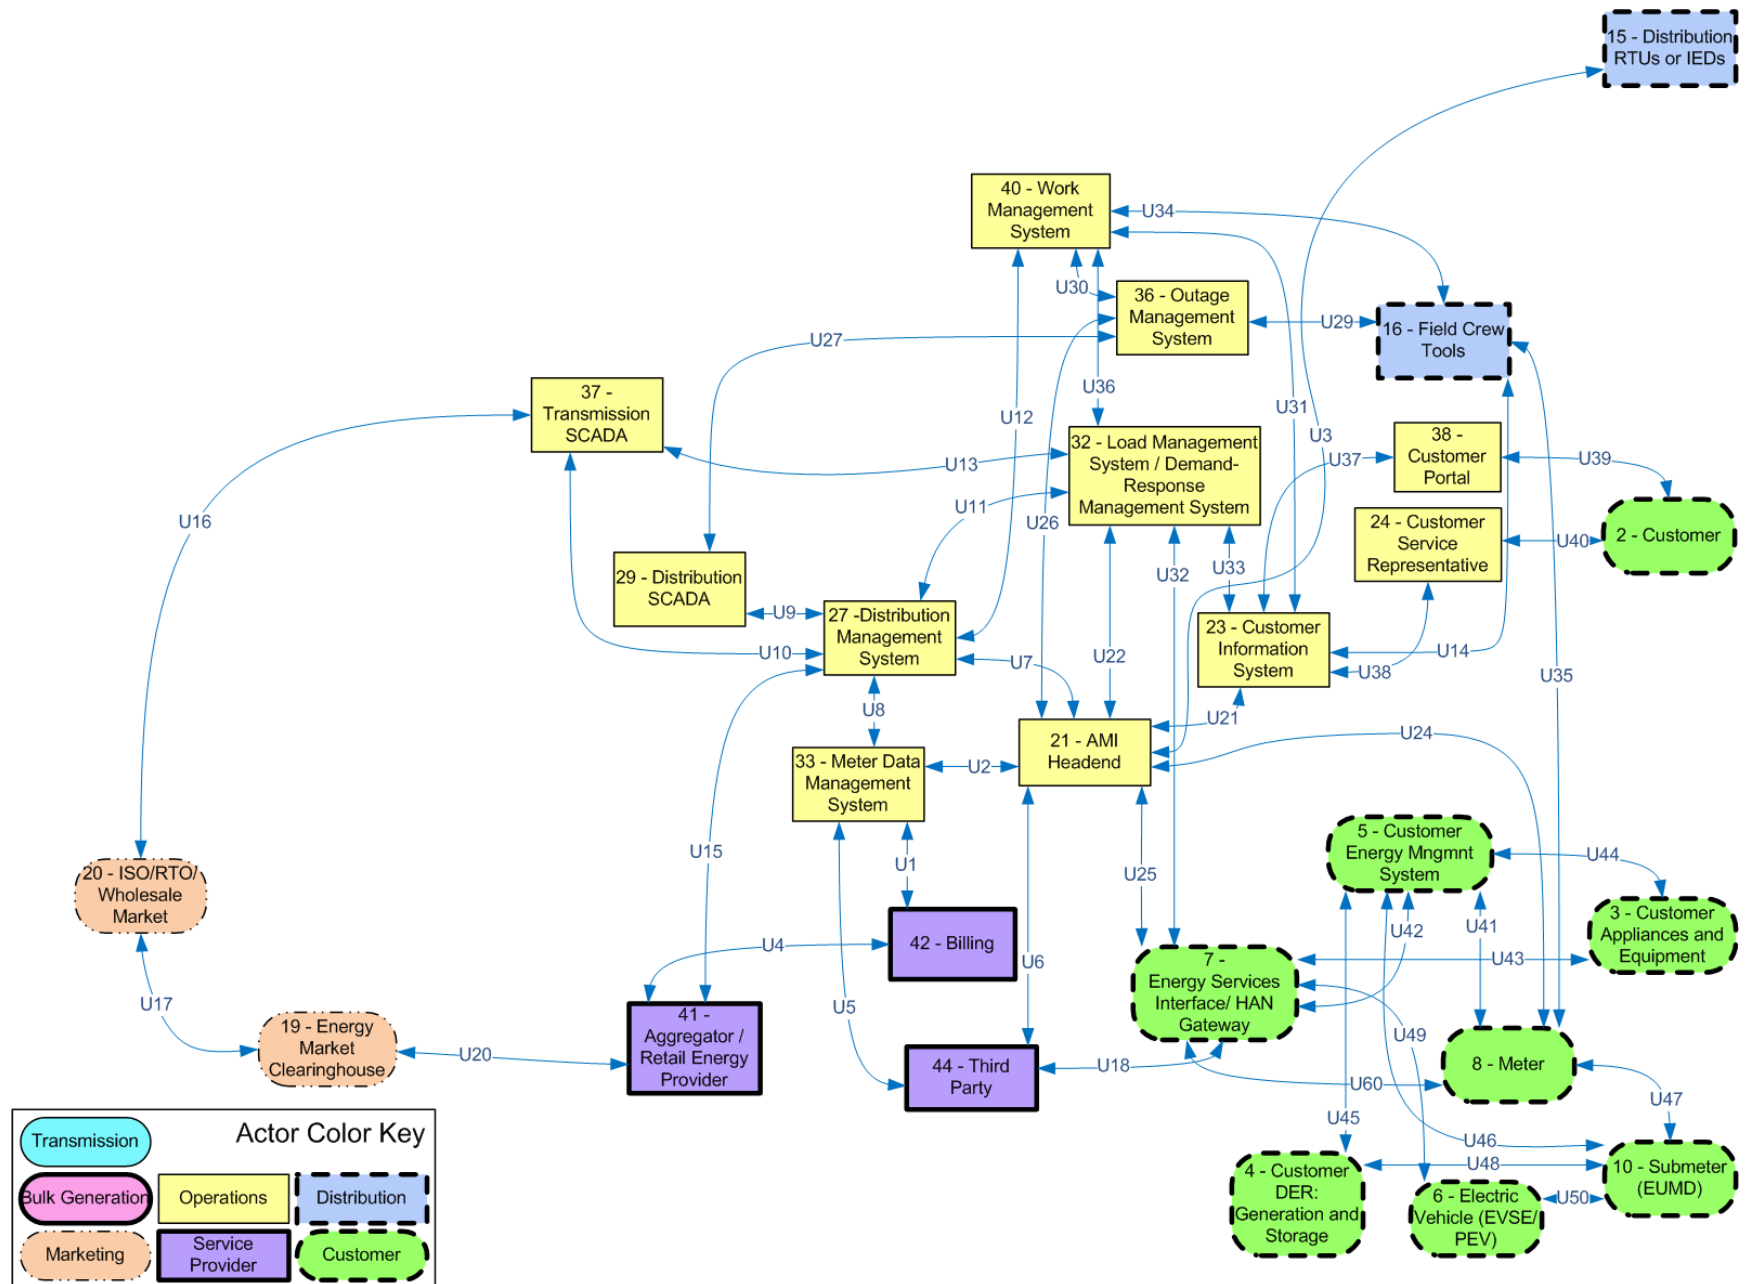 15 - Distribution
RTUs or IEDs
40 - Work
Management
System
U34
U30
36 - Outage
Management
System
U29
16 - Field Crew
Tools
U27
U36
37 -
Transmission
SCADA
U12
U31
U3
32 - Load Management
System / Demand-
Response
Management System
38 -
Customer
Portal
U37
U39
U13
U11
U16
U26
24 - Customer
Service
Representative
U40
2 - Customer
29 - Distribution
SCADA
U9
U32
U33
27 -Distribution
Management
System
23 - Customer
Information
System
U10
U7
U22
U14
U38
U35
U8
U21
21 - AMI
Headend
U24
33 - Meter Data
Management
System
U2
U15
U1
U25
5 - Customer
Energy Mngmnt
System
U44
20 - ISO/RTO/
Wholesale
Market
3 - Customer
Appliances and
Equipment
U41
U42
42 - Billing
U4
U6
7 -
Energy Services
Interface/ HAN
Gateway
U43
U17
U5
U49
41 -
Aggregator /
Retail Energy
Provider
19 - Energy
Market
Clearinghouse
U20
44 - Third
Party
U18
U60
8 - Meter
U47
U45
U46
U48
4 - Customer
DER:
Generation and
Storage
6 - Electric
Vehicle (EVSE/
PEV)
U50
10 - Submeter
(EUMD)
Actor Color Key
Transmission
Bulk Generation
Operations
Distribution
Marketing
Service
Provider
Customer